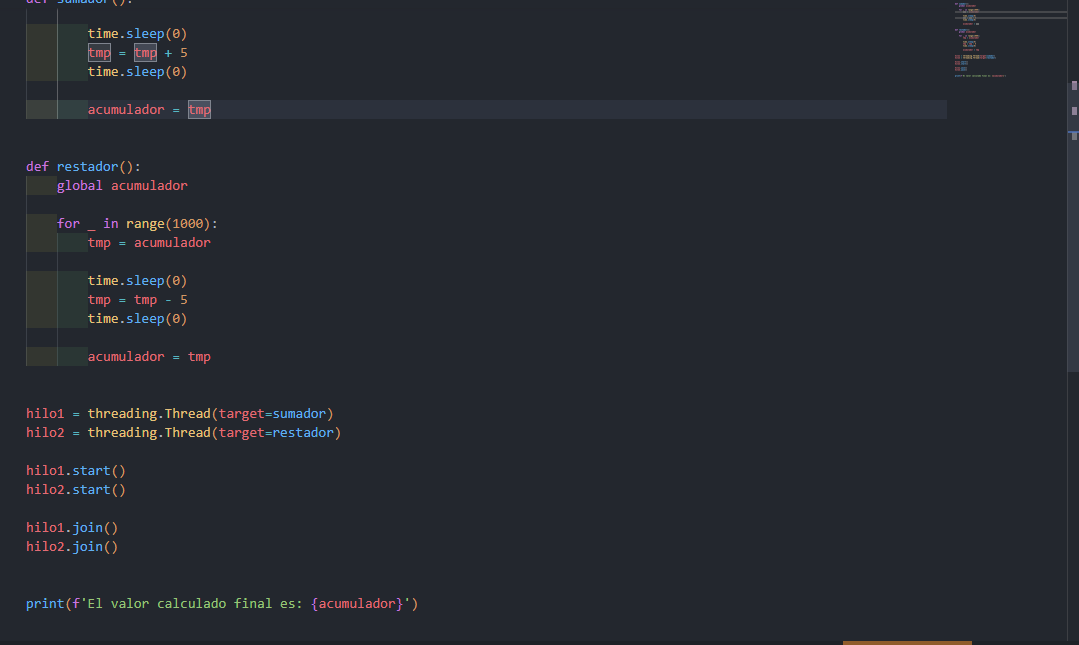 def sumador():
time.sleep(0)
tmp = tmp + 5
time.sleep(0)
acumulador = tmp
def restador():
global acumulador
for _ in range(1000):
tmp = acumulador
time.sleep(0)
tmp = tmp - 5
time.sleep(0)
acumulador = tmp
hilo1 = threading.Thread(target=sumador)
hilo2 = threading.Thread(target=restador)
hilo1.start()
hilo2.start()
hilo1.join()
hilo2.join()
print(f'El valor calculado final es: {acumulador}')